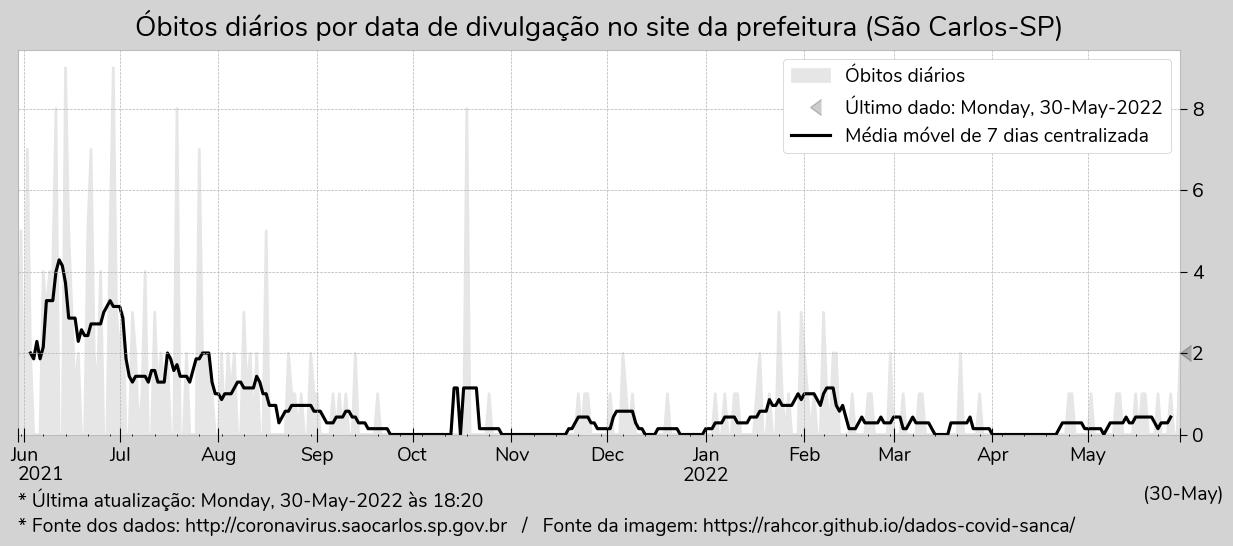 Óbitos diários por data de divulgação no site da prefeitura (São Carlos-SP)
Óbitos diários
Último dado: Monday, 30-May-2022
Média móvel de 7 dias centralizada
8
6
4
2
0
Jun Jul Aug Sep Oct Nov Dec Jan Feb Mar Apr May
2021 2022
(30-May)
* Última atualização: Monday, 30-May-2022 às 18:20
* Fonte dos dados: http://coronavirus.saocarlos.sp.gov.br / Fonte da imagem: https://rahcor.github.io/dados-covid-sanca/